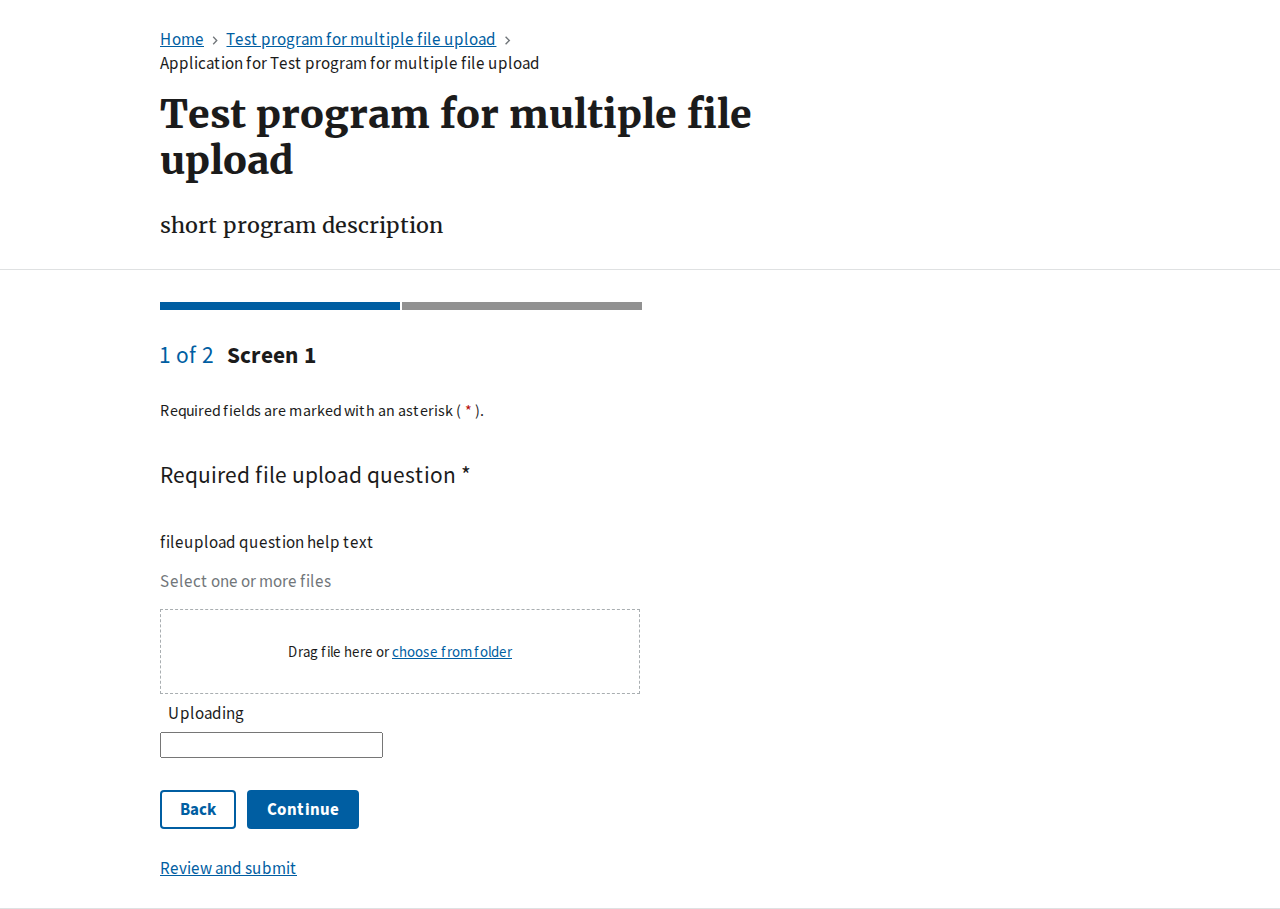 Home > Test program for multiple file upload >
Application for Test program for multiple file upload
Test program for multiple file
upload
short program description
1 of 2 Screen 1
Required fields are marked with an asterisk ( * ).
Required file upload question *
fileupload question help text
Select one or more files
Drag file here or choose from folder
Uploading
Back Continue
Review and submit